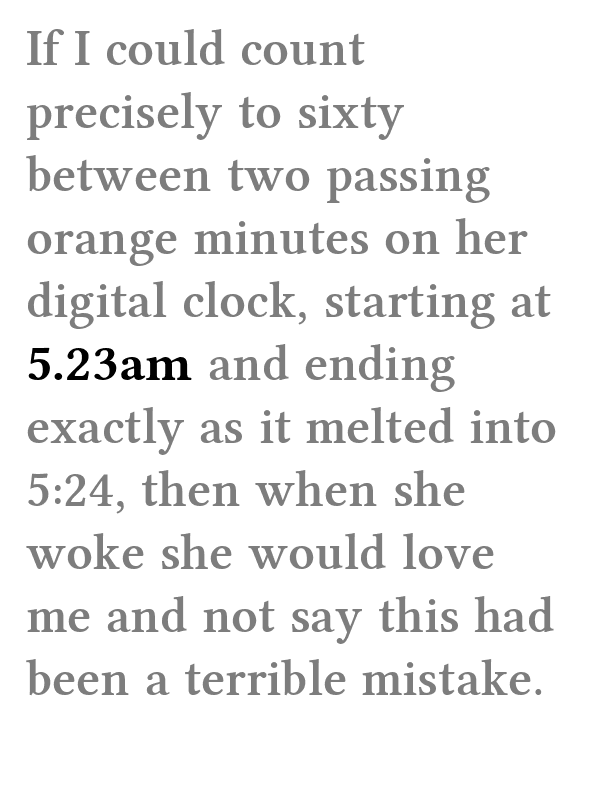 If I could count
precisely to sixty
between two passing
orange minutes on her
digital clock, starting at
5.23am and ending
exactly as it melted into
5:24, then when she
woke she would love
me and not say this had
been a terrible mistake.